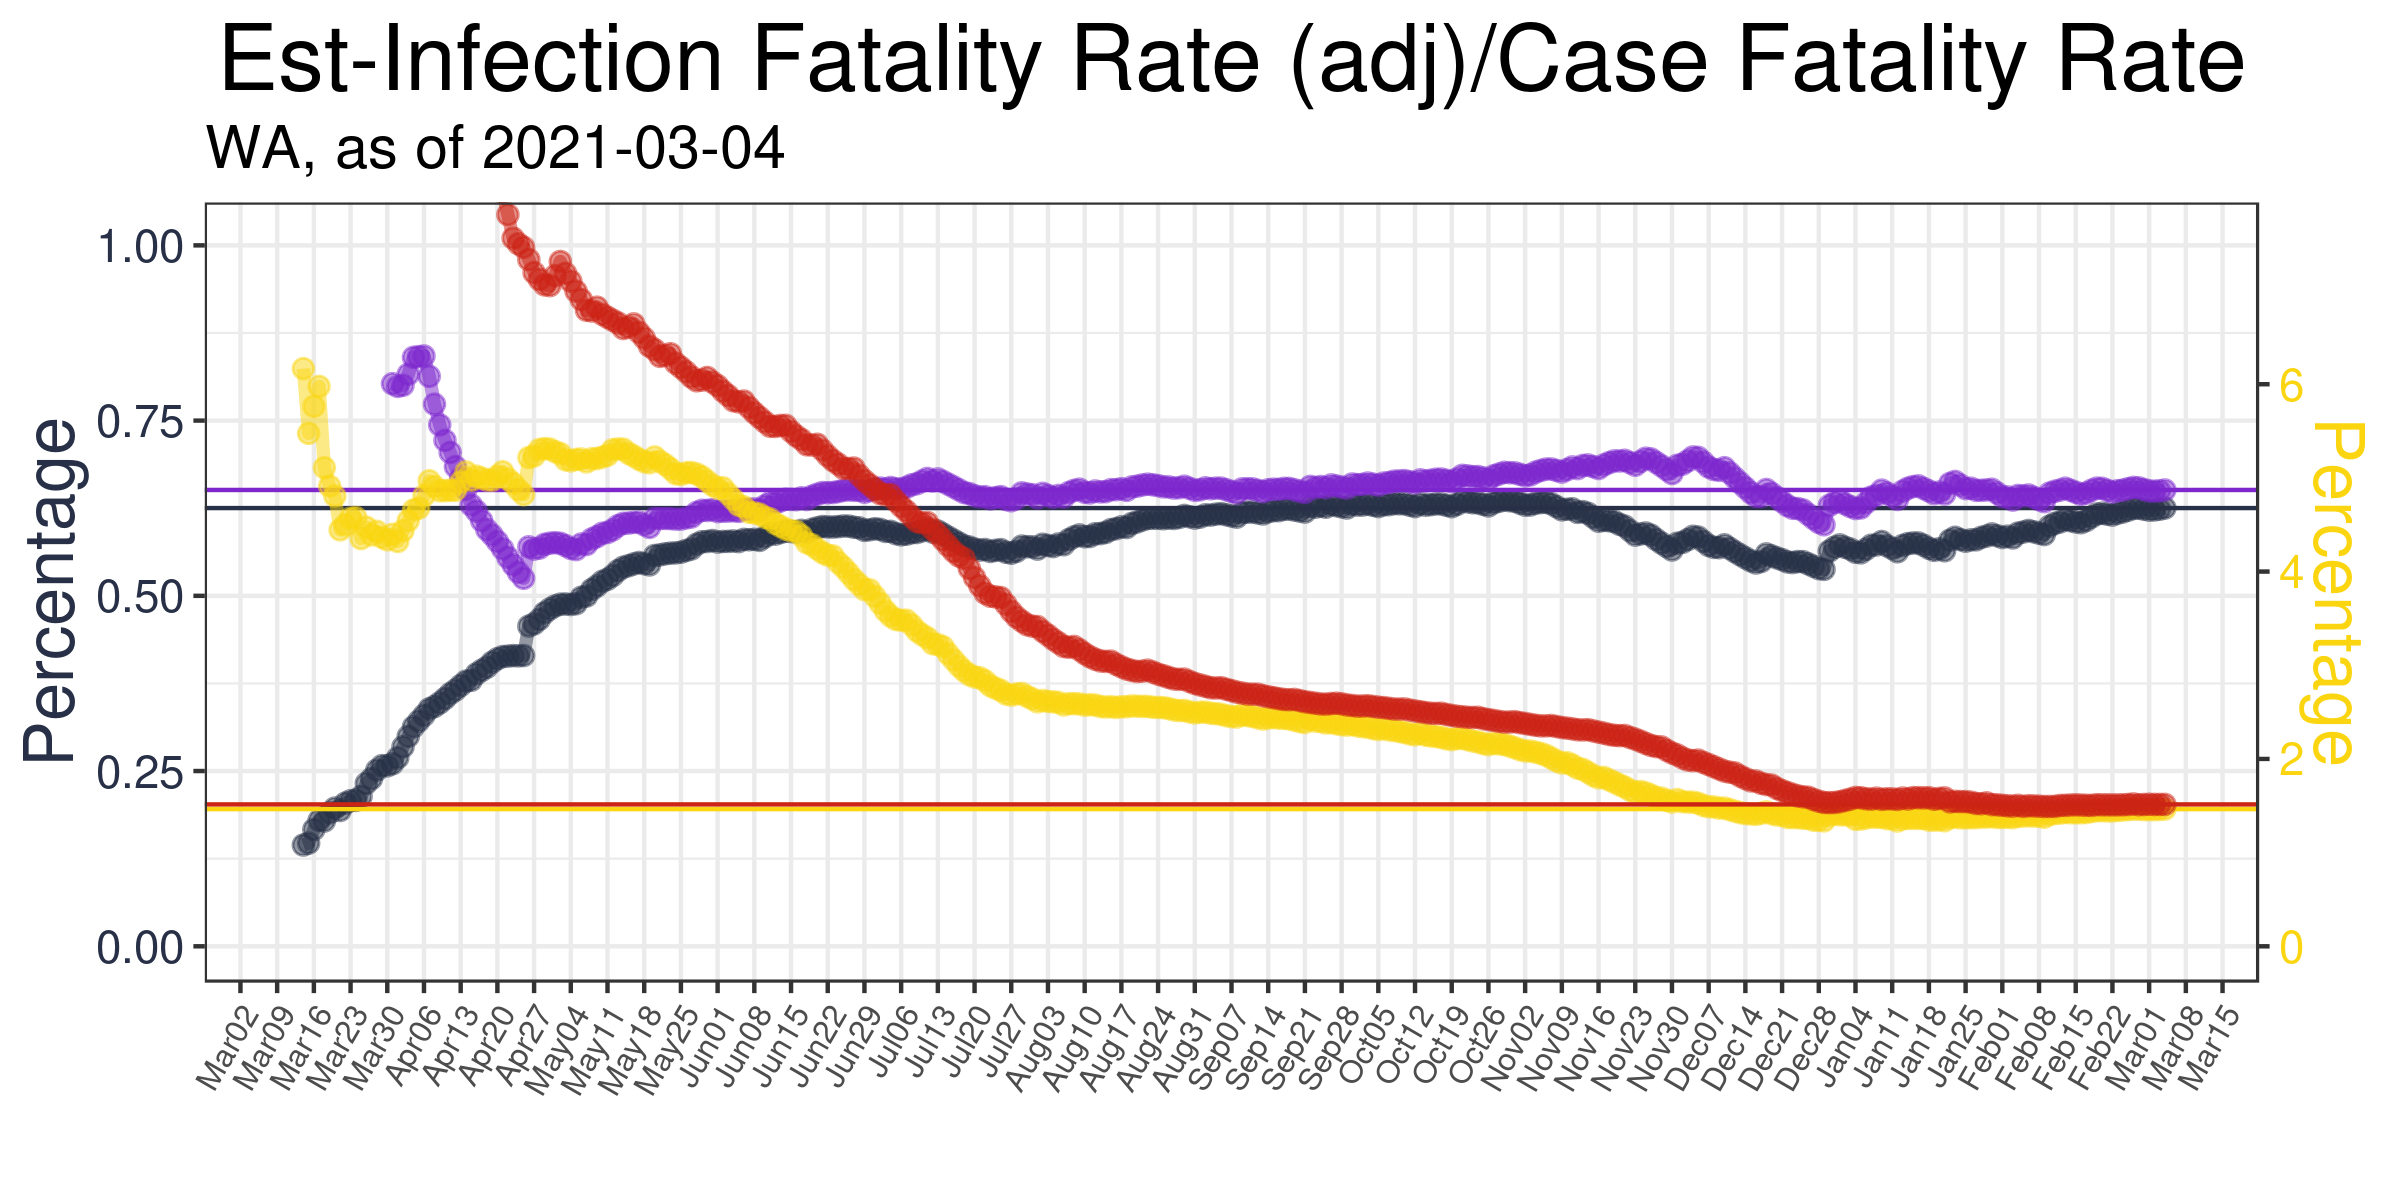 Est-Infection Fatality Rate (adj)/Case Fatality Rate
WA, as of 2021-03-04
Percentage
1.00
0.75
0.50
0.25
0.00
6
4
2
0
Percentage
Mar02
Mar09
Mar16
Mar23
Mar30
Apr06
Apr13
Apr20
Apr27
May04
May11
May18
May25
Jun01
Jun08
Jun15
Jun22
Jun29
Jul06
Jul13
Jul20
Jul27
Aug03
Aug10
Aug17
Aug24
Aug31
Sep07
Sep14
Sep21
Sep28
Oct05
Oct12
Oct19
Oct26
Nov02
Nov09
Nov16
Nov23
Nov30
Dec07
Dec14
Dec21
Dec28
Jan04
Jan11
Jan18
Jan25
Feb01
Feb08
Feb15
Feb22
Mar01
Mar08
Mar15